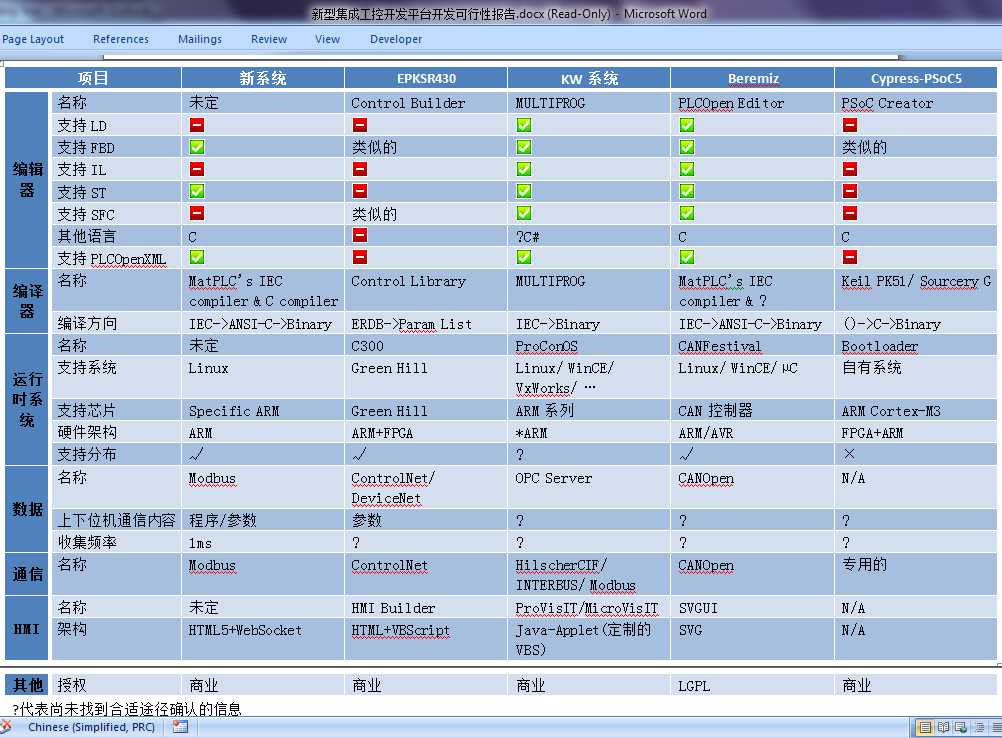 新型集成工控开发平台开发可行性报告.docx (Read-Only) - Microsoft Word
Page Layout References Mailings Review View Developer
项目 新系统 EPKSR430 KW 系统 Beremiz Cypress-PSoC5
编辑器 名称 未定 Control Builder MULTIPROG PLCOpen Editor PSoC Creator
支持 LD
支持 FBD 类似的 类似的
支持 IL
支持 ST
支持 SFC 类似的
其他语言 C ?C# C C
支持 PLCOpenXML
编译器 名称 MatPLC's IEC compiler & C compiler Control Library MULTIPROG MatPLC's IEC compiler & ? Keil PK51/ Sourcery G
编译方向 IEC->ANSI-C->Binary ERDB->Param List IEC->Binary IEC->ANSI-C->Binary ()->C->Binary
运行时系统 名称 未定 C300 ProConOS CANFestival Bootloader
支持系统 Linux Green Hill Linux/ WinCE/ VxWorks/ … Linux/ WinCE/ μC 自有系统
支持芯片 Specific ARM Green Hill ARM 系列 CAN 控制器 ARM Cortex-M3
硬件架构 ARM ARM+FPGA *ARM ARM/AVR FPGA+ARM
支持分布 √ √ ? √ ×
数据 名称 Modbus ControlNet/ DeviceNet OPC Server CANOpen N/A
上下位机通信内容 程序/参数 参数 ? ? ?
收集频率 1ms ? ? ? ?
通信 名称 Modbus ControlNet HilscherCIF/ INTERBUS/ Modbus CANOpen 专用的
HMI 名称 未定 HMI Builder ProVisIT/MicroVisIT SVGUI N/A
架构 HTML5+WebSocket HTML+VBScript Java-Applet(定制的 VBS) SVG N/A
其他 授权 商业 商业 商业 LGPL 商业
?代表尚未找到合适途径确认的信息
Chinese (Simplified, PRC)